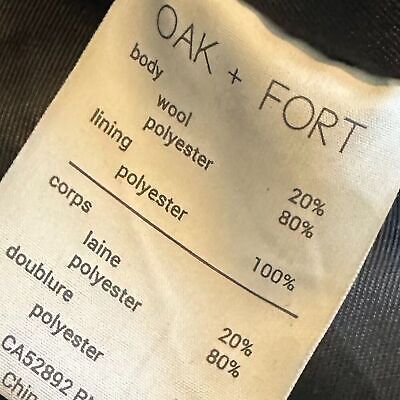 OAK + FORT
body
wool 20%
polyester 80%
lining
polyester 100%
corps
laine 20%
polyester 80%
doublure
polyester
CA52892